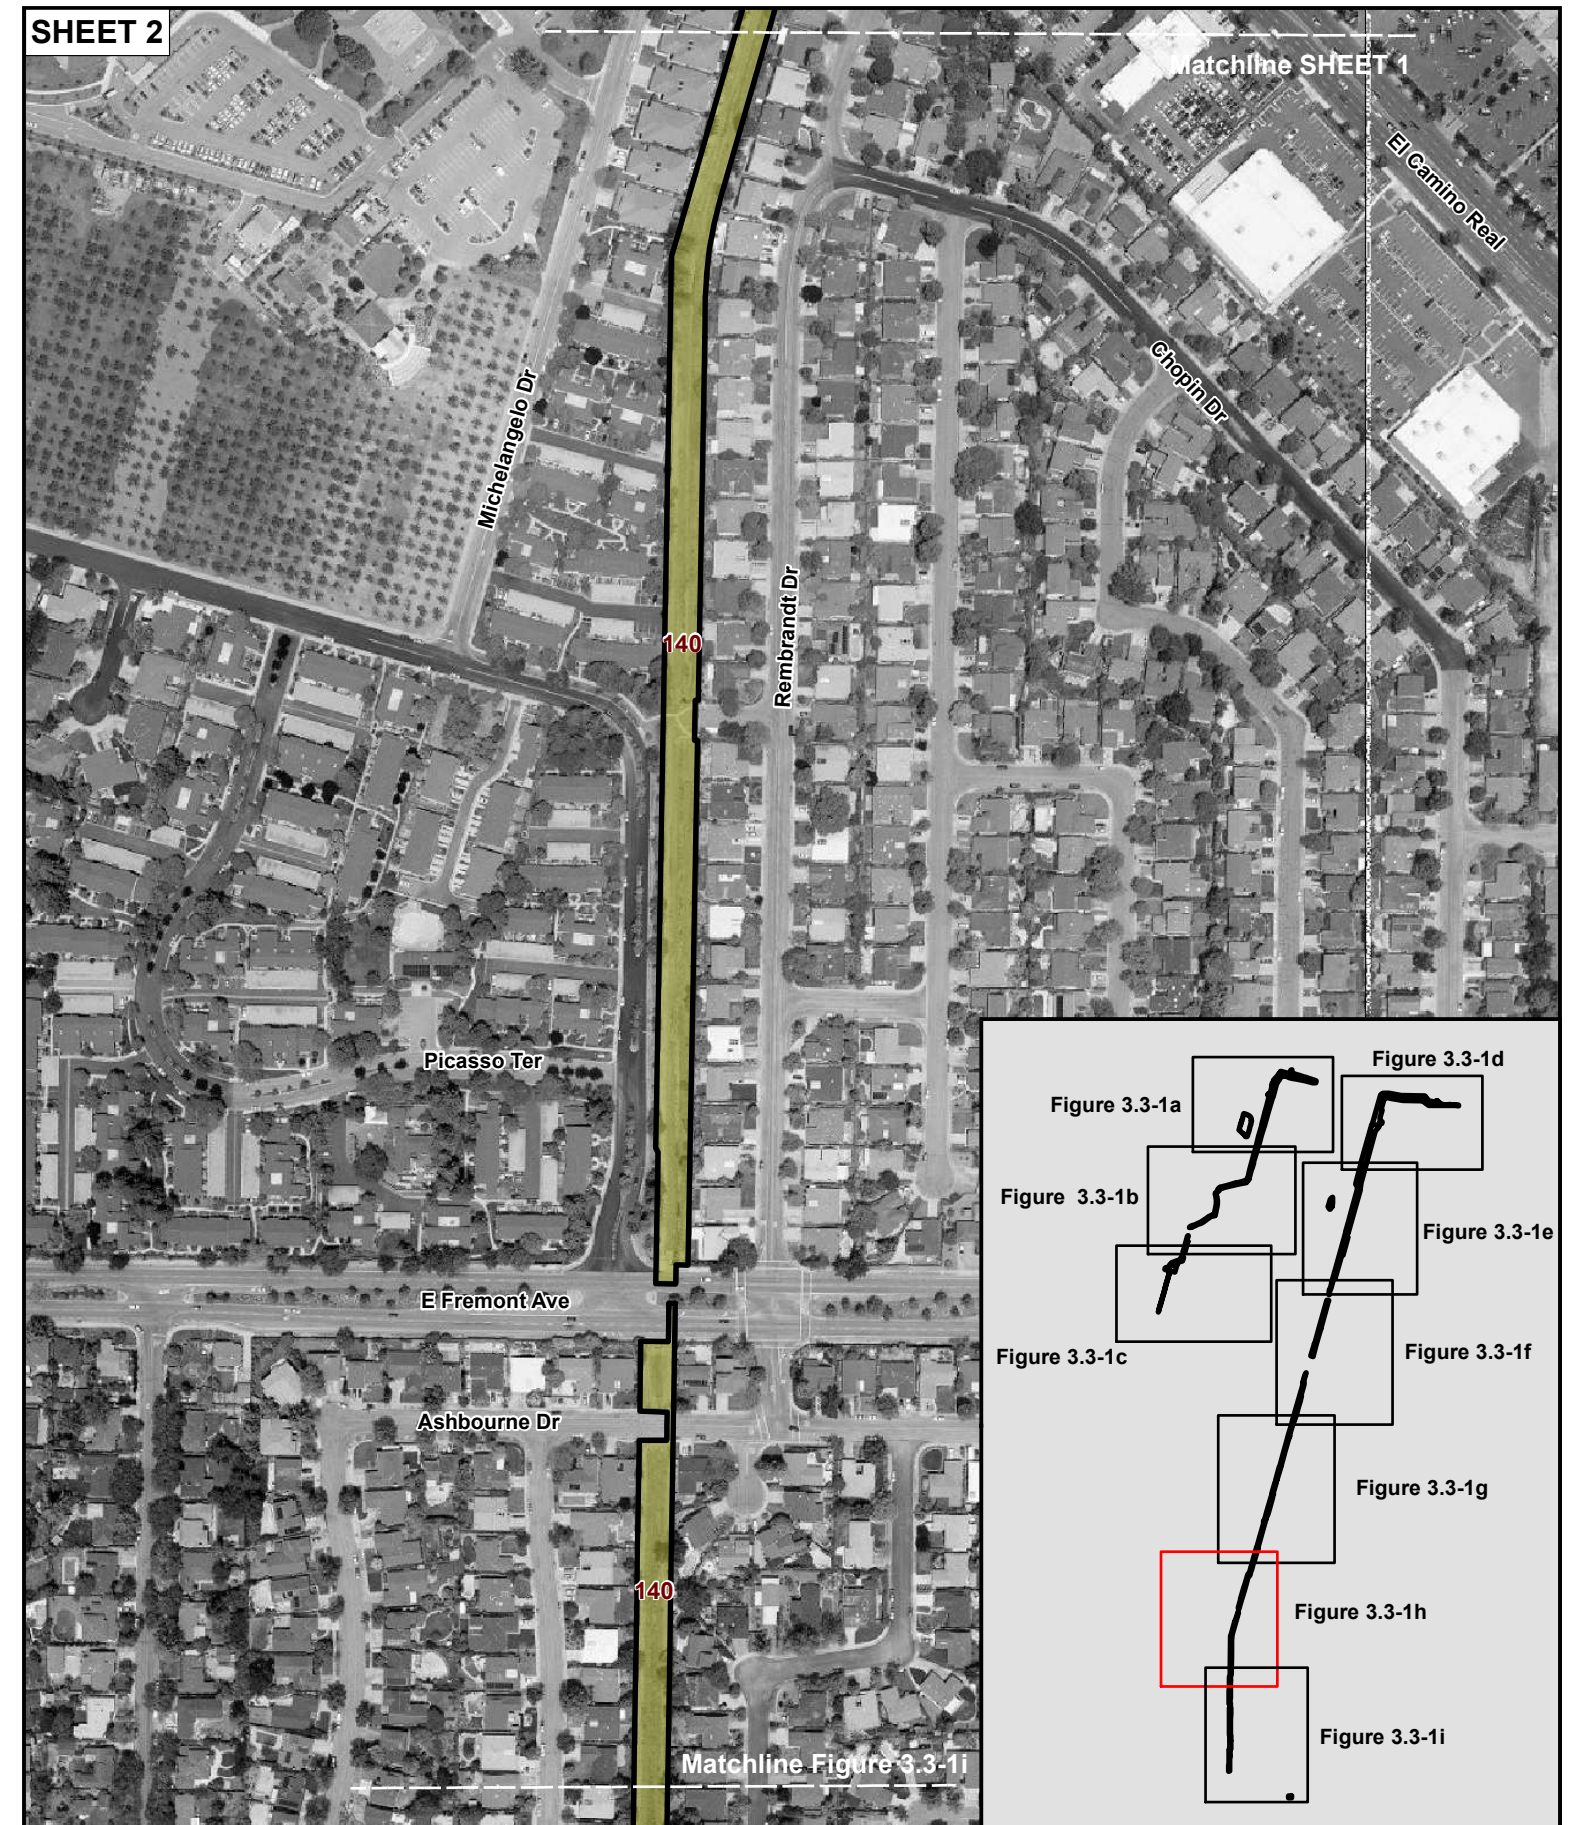 SHEET 2
Matchline SHEET 1
El Camino Real
Chopin Dr
Michelangelo Dr
Rembrandt Dr
140
Picasso Ter
E Fremont Ave
Ashbourne Dr
140
Matchline Figure 3.3-1i
Figure 3.3-1d
Figure 3.3-1a
Figure 3.3-1b
Figure 3.3-1e
Figure 3.3-1c
Figure 3.3-1f
Figure 3.3-1g
Figure 3.3-1h
Figure 3.3-1i